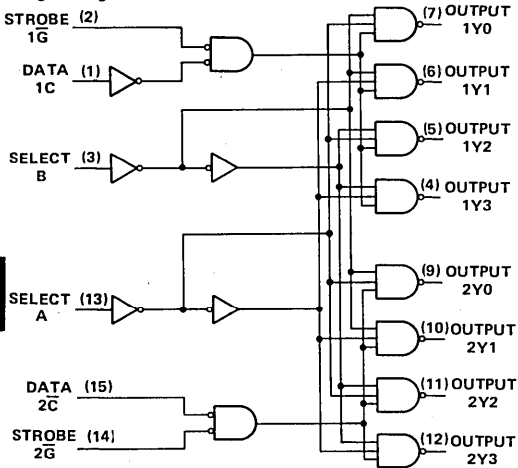 STROBE (2)
1G̅
DATA (1)
1C
SELECT (3)
B
SELECT (13)
A
DATA (15)
2C̅
STROBE (14)
2G̅
(7) OUTPUT
1Y0
(6) OUTPUT
1Y1
(5) OUTPUT
1Y2
(4) OUTPUT
1Y3
(9) OUTPUT
2Y0
(10) OUTPUT
2Y1
(11) OUTPUT
2Y2
(12) OUTPUT
2Y3